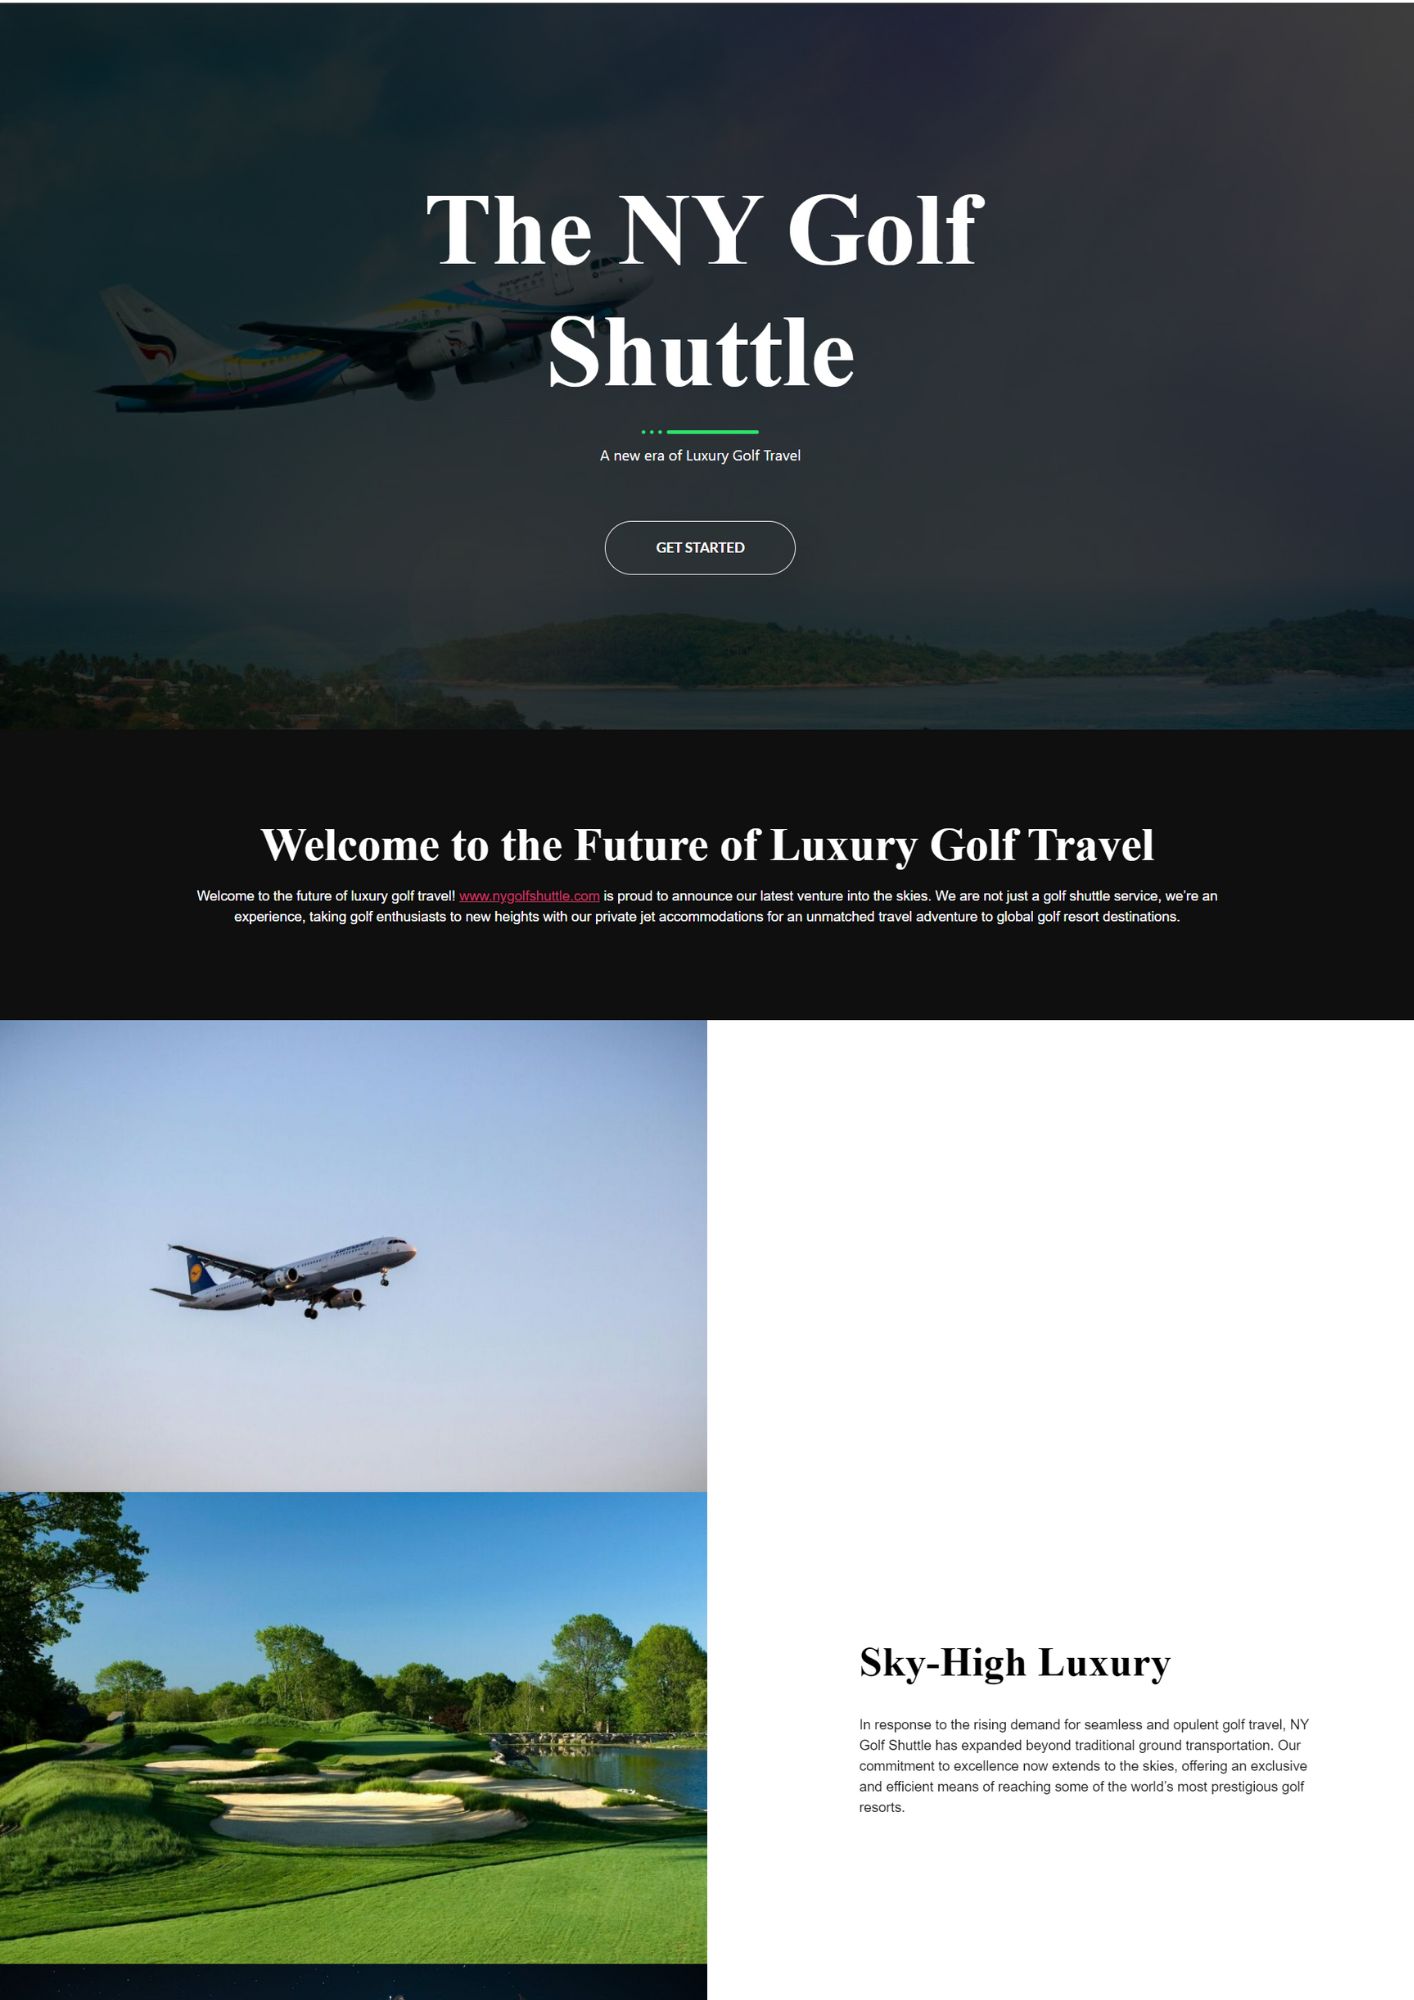 The NY Golf
Shuttle
A new era of Luxury Golf Travel
GET STARTED
Welcome to the Future of Luxury Golf Travel
Welcome to the future of luxury golf travel! www.nygolfshuttle.com is proud to announce our latest venture into the skies. We are not just a golf shuttle service, we’re an
experience, taking golf enthusiasts to new heights with our private jet accommodations for an unmatched travel adventure to global golf resort destinations.
Sky-High Luxury
In response to the rising demand for seamless and opulent golf travel, NY
Golf Shuttle has expanded beyond traditional ground transportation. Our
commitment to excellence now extends to the skies, offering an exclusive
and efficient means of reaching some of the world’s most prestigious golf
resorts.